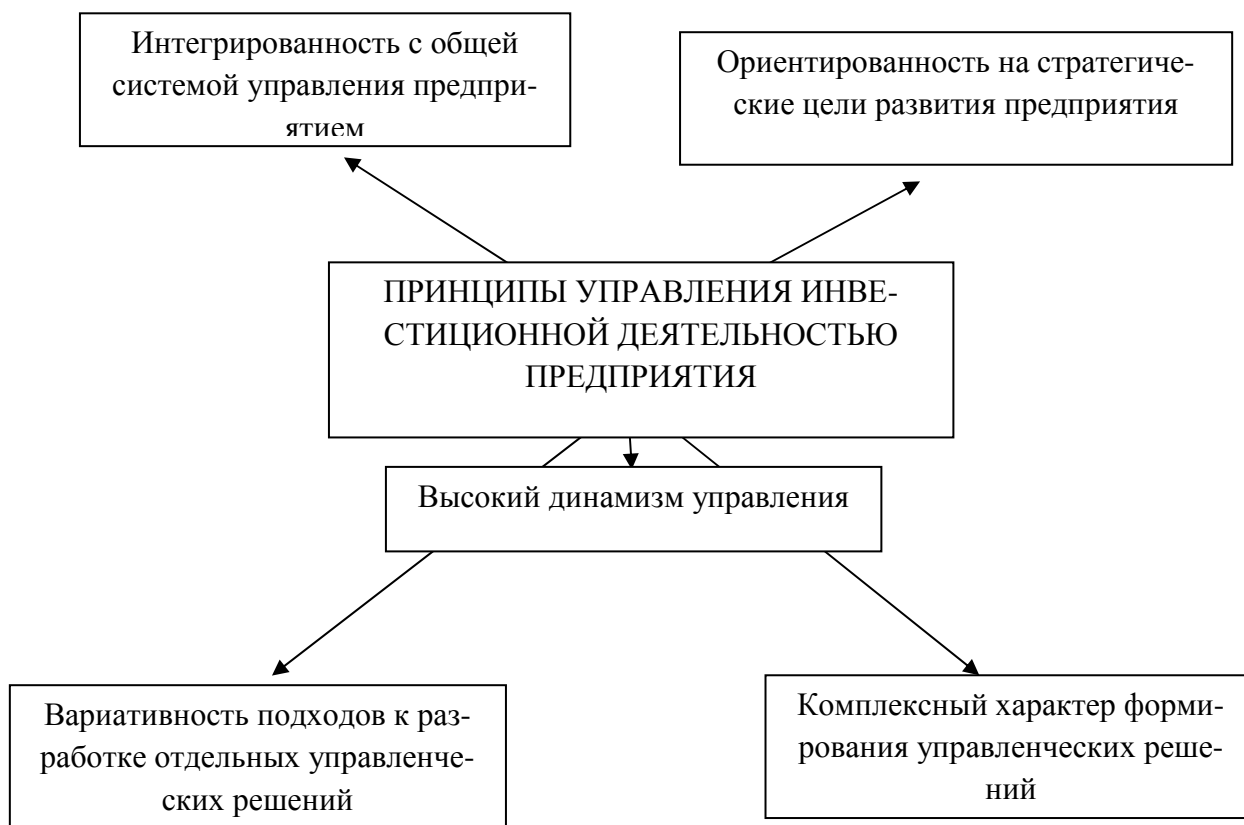 Интегрированность с общей
системой управления предпри-
ятием
Ориентированность на стратегиче-
ские цели развития предприятия
ПРИНЦИПЫ УПРАВЛЕНИЯ ИНВЕ-
СТИЦИОННОЙ ДЕЯТЕЛЬНОСТЬЮ
ПРЕДПРИЯТИЯ
Высокий динамизм управления
Вариативность подходов к раз-
работке отдельных управленче-
ских решений
Комплексный характер форми-
рования управленческих реше-
ний